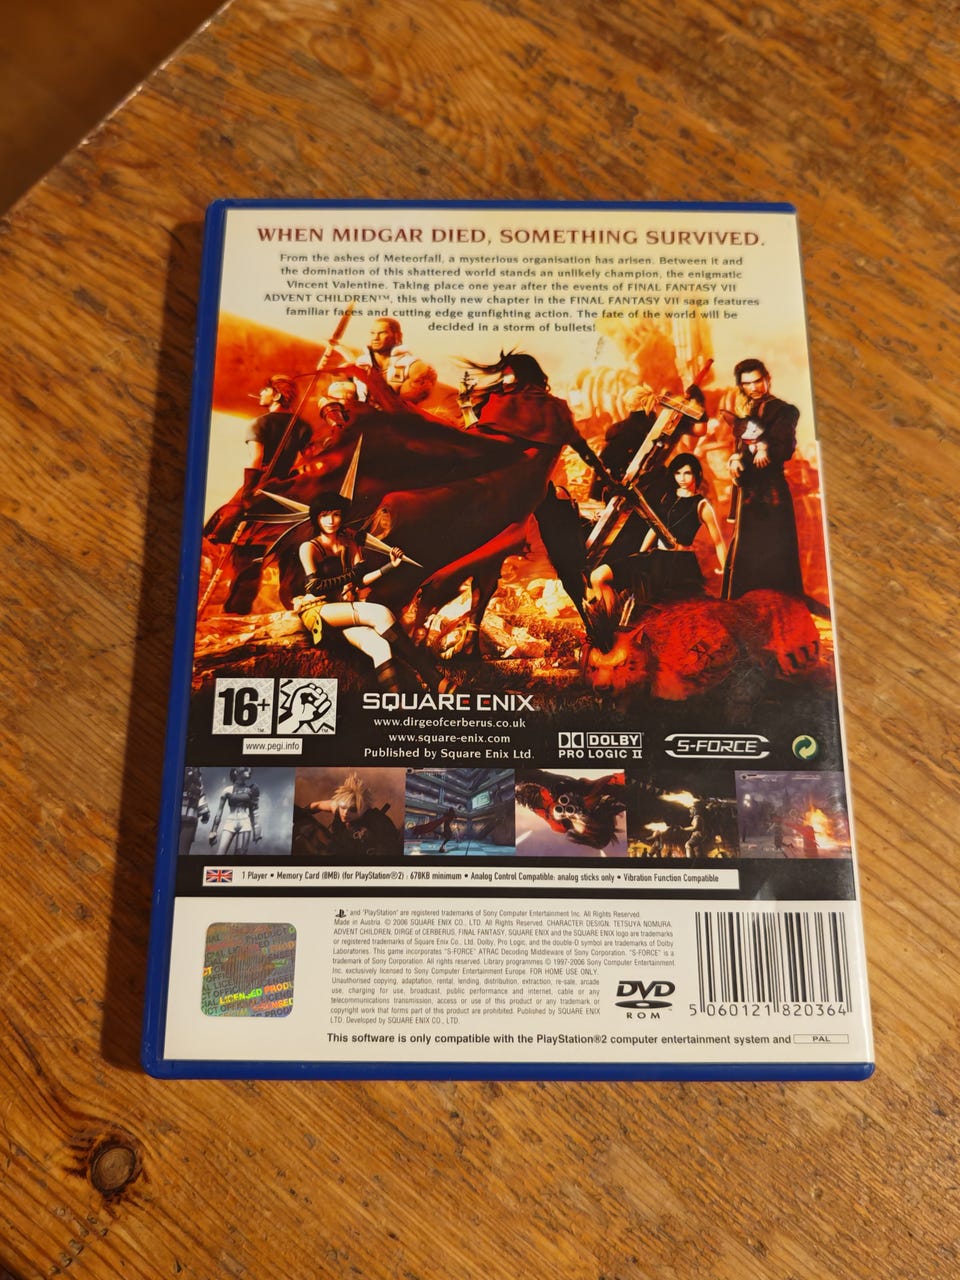 WHEN MIDGAR DIED, SOMETHING SURVIVED.
From the ashes of Meteorfall, a mysterious organisation has arisen. Between it and
the domination of this shattered world stands an unlikely champion, the enigmatic
Vincent Valentine. Taking place one year after the events of FINAL FANTASY VII
ADVENT CHILDREN™, this wholly new chapter in the FINAL FANTASY VII saga features
familiar faces and cutting edge gunfighting action. The fate of the world will be
decided in a storm of bullets!
16+
www.pegi.info
SQUARE ENIX
www.dirgeofcerberus.co.uk
www.square-enix.com
Published by Square Enix Ltd.
DOLBY
PRO LOGIC II
S-FORCE
1 Player • Memory Card (8MB) (for PlayStation®2) : 678KB minimum • Analog Control Compatible: analog sticks only • Vibration Function Compatible
" " and "PlayStation" are registered trademarks of Sony Computer Entertainment Inc. All Rights Reserved.
Made in Austria. © 2006 SQUARE ENIX CO., LTD. All Rights Reserved. CHARACTER DESIGN: TETSUYA NOMURA.
ADVENT CHILDREN, DIRGE of CERBERUS, FINAL FANTASY, SQUARE ENIX and the SQUARE ENIX logo are trademarks
or registered trademarks of Square Enix Co., Ltd. Dolby, Pro Logic, and the double-D symbol are trademarks of Dolby
Laboratories. This game incorporates "S-FORCE" ATRAC Decoding Middleware of Sony Corporation. "S-FORCE" is a
trademark of Sony Corporation. All rights reserved. Library programmes © 1997-2006 Sony Computer Entertainment
Inc. exclusively licensed to Sony Computer Entertainment Europe. FOR HOME USE ONLY.
Unauthorised copying, adaptation, rental, lending, distribution, extraction, re-sale, arcade
use, charging for use, broadcast, public performance and internet, cable or any
telecommunications transmission, access or use of this product or any trademark or
copyright work that forms part of this product are prohibited. Published by SQUARE ENIX
LTD. Developed by SQUARE ENIX CO., LTD.
LICENSED PRODU
DVD
ROM
5 060121 820364
This software is only compatible with the PlayStation®2 computer entertainment system and PAL